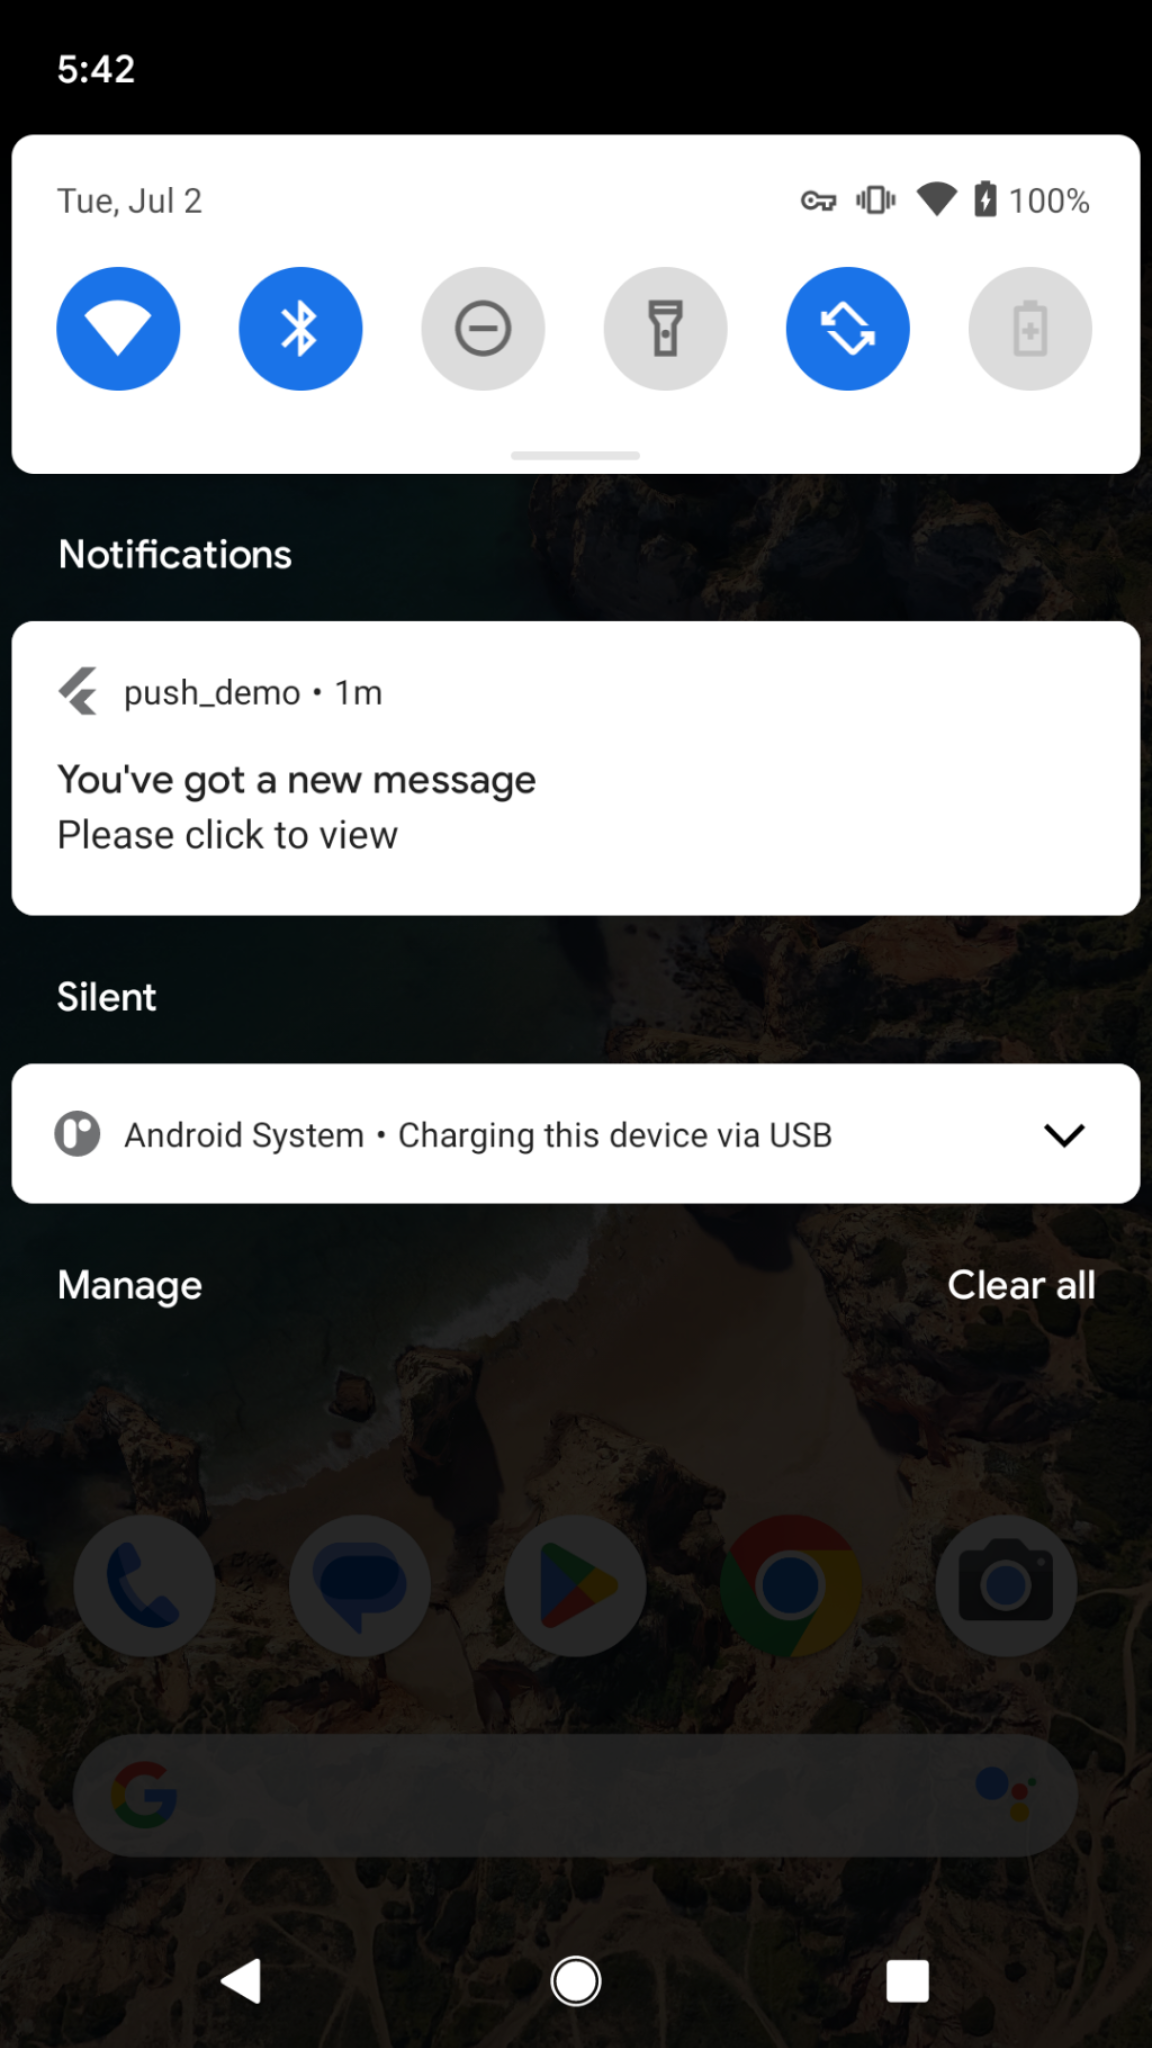 5:42
Tue, Jul 2
100%
Notifications
push_demo • 1m
You've got a new message
Please click to view
Silent
Android System • Charging this device via USB
Manage
Clear all